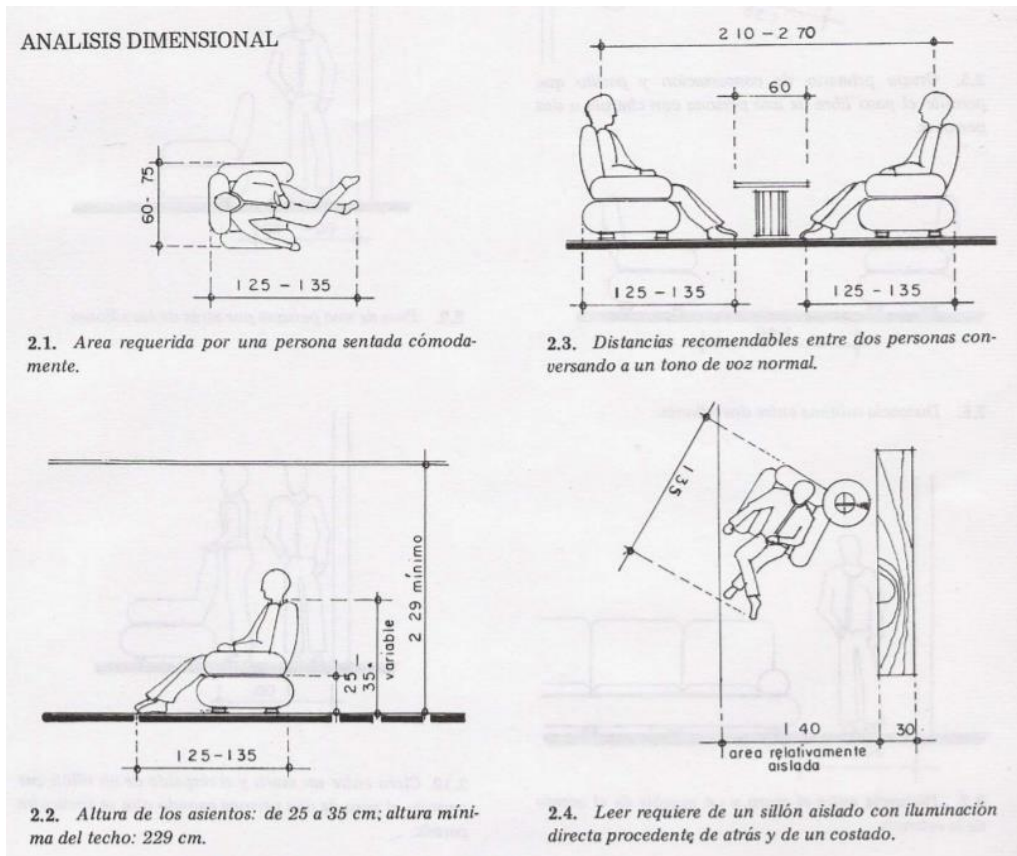 ANALISIS DIMENSIONAL
60- 75
125 - 135
2.1. Area requerida por una persona sentada cómoda-
mente.
210-270
60
125-135
125-135
2.3. Distancias recomendables entre dos personas con-
versando a un tono de voz normal.
25-
35.
variable
2 29 mínimo
125-135
2.2. Altura de los asientos: de 25 a 35 cm; altura míni-
ma del techo: 229 cm.
135
1 40
30
area relativamente
aislada
2.4. Leer requiere de un sillón aislado con iluminación
directa procedente de atrás y de un costado.